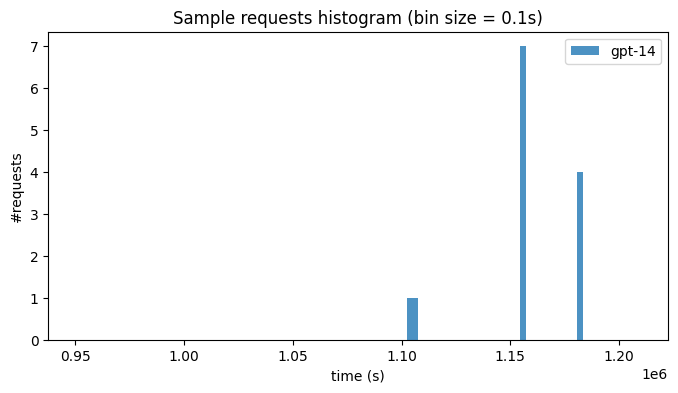 Sample requests histogram (bin size = 0.1s)
gpt-14
7
6
5
4
3
2
1
0
#requests
0.95 1.00 1.05 1.10 1.15 1.20
1e6
time (s)